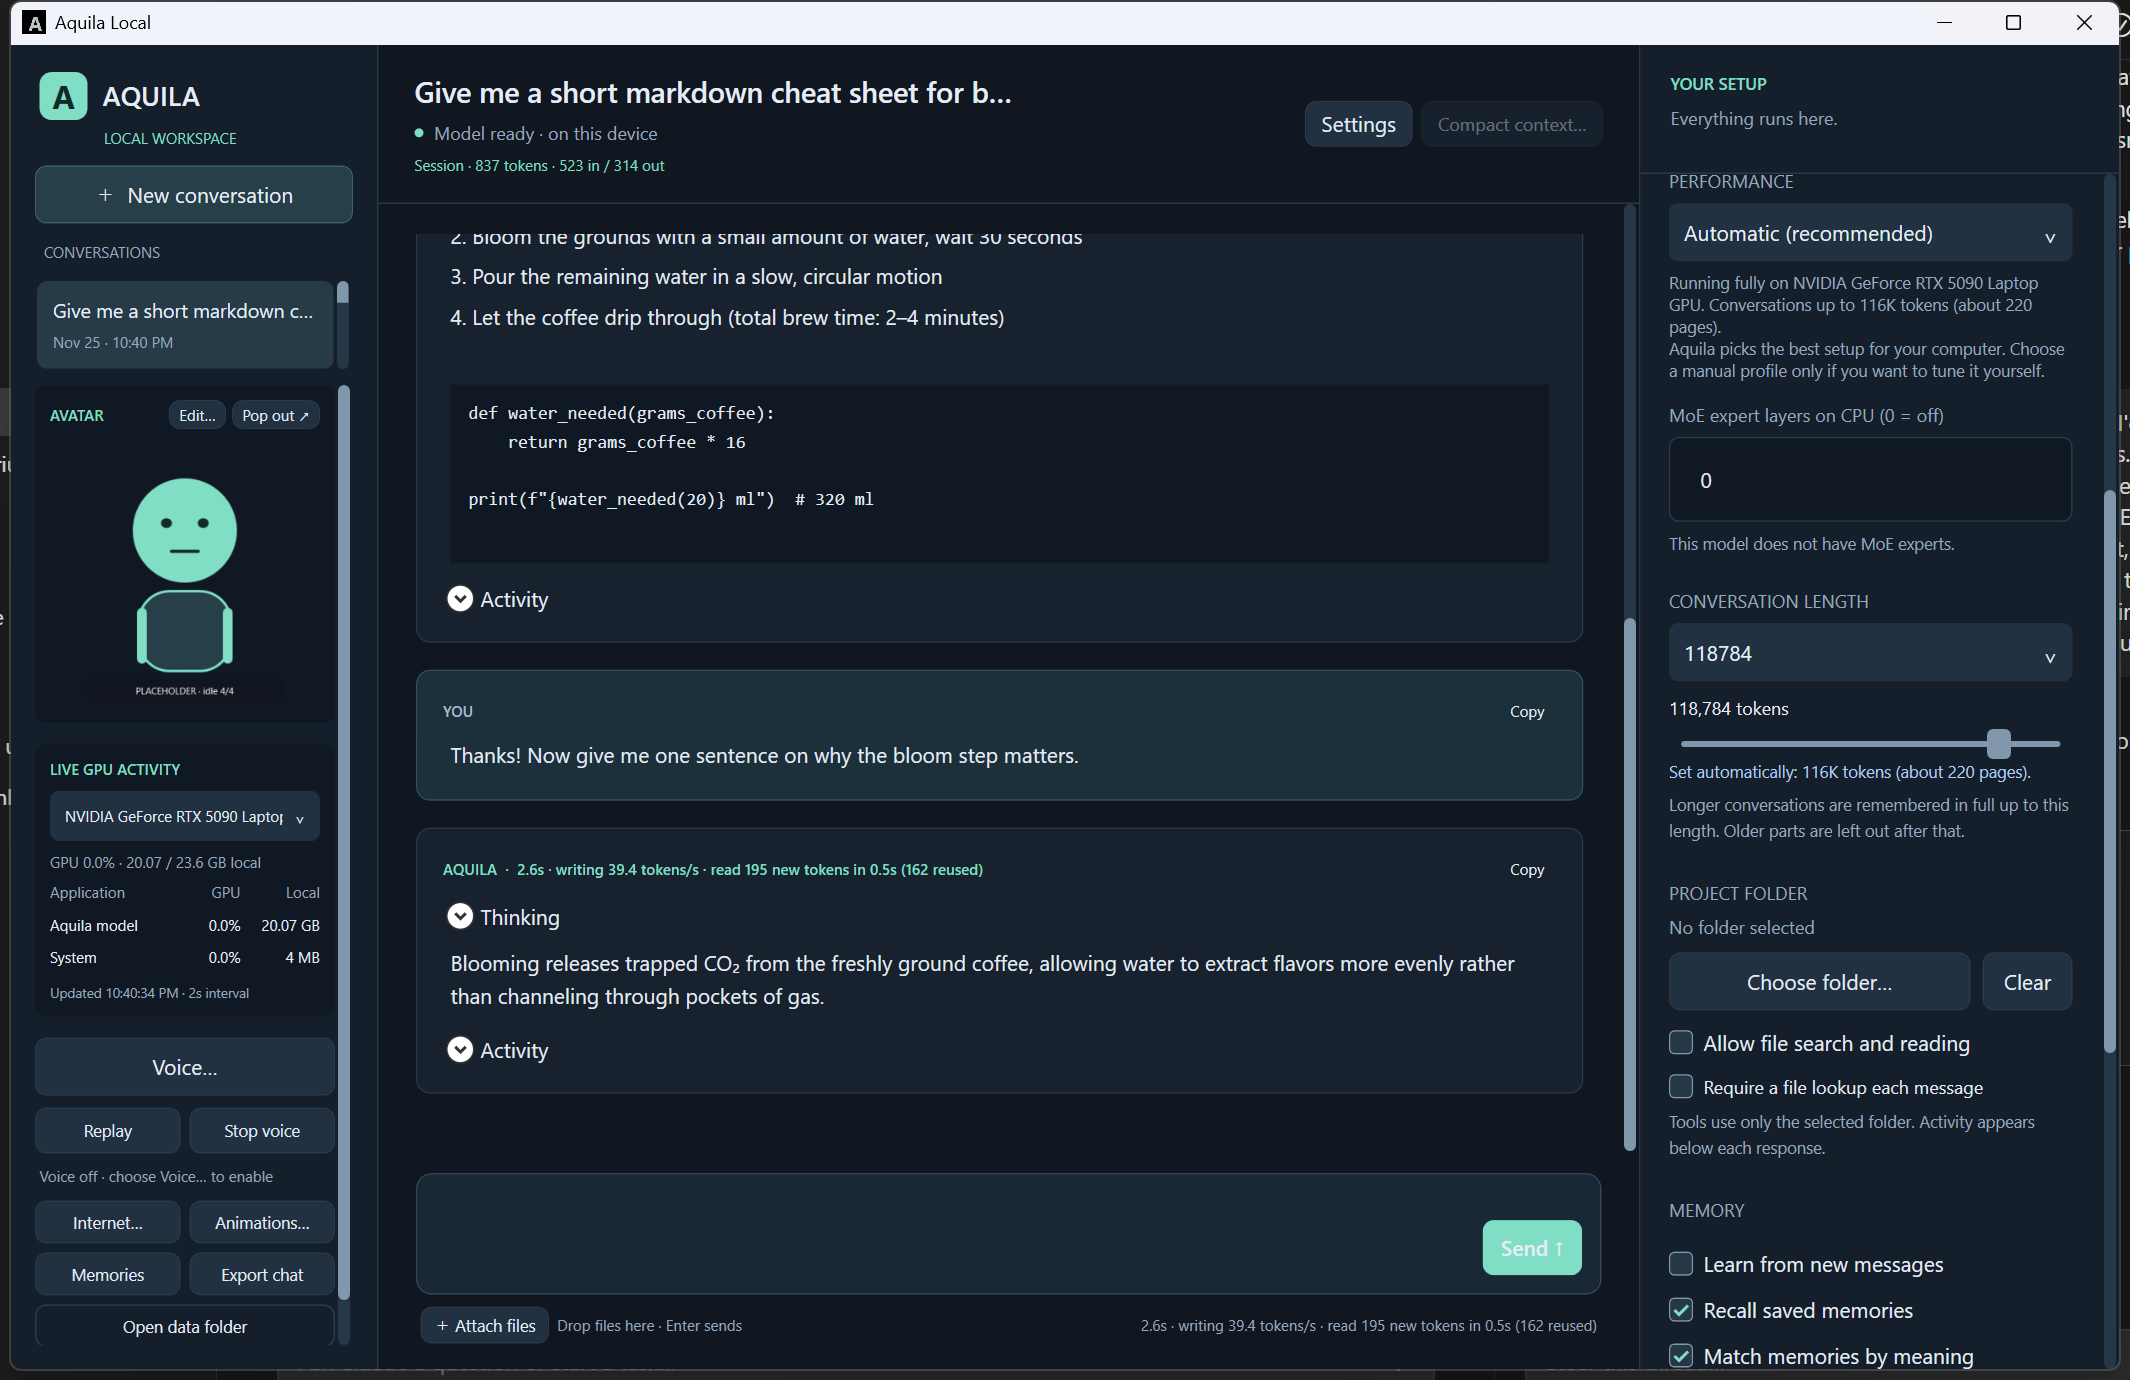 Aquila Local
A AQUILA
LOCAL WORKSPACE
+ New conversation
CONVERSATIONS
Give me a short markdown c...
Nov 25 · 10:40 PM
AVATAR
Edit...
Pop out ↗
PLACEHOLDER · idle 4/4
LIVE GPU ACTIVITY
NVIDIA GeForce RTX 5090 Laptop
GPU 0.0% · 20.07 / 23.6 GB local
Application GPU Local
Aquila model 0.0% 20.07 GB
System 0.0% 4 MB
Updated 10:40:34 PM · 2s interval
Voice...
Replay
Stop voice
Voice off · choose Voice... to enable
Internet...
Animations...
Memories
Export chat
Open data folder
Give me a short markdown cheat sheet for b...
Model ready · on this device
Session · 837 tokens · 523 in / 314 out
Settings
Compact context...
2. Bloom the grounds with a small amount of water, wait 30 seconds
3. Pour the remaining water in a slow, circular motion
4. Let the coffee drip through (total brew time: 2–4 minutes)
def water_needed(grams_coffee):
    return grams_coffee * 16
print(f"{water_needed(20)} ml")  # 320 ml
Activity
YOU
Copy
Thanks! Now give me one sentence on why the bloom step matters.
AQUILA · 2.6s · writing 39.4 tokens/s · read 195 new tokens in 0.5s (162 reused)
Copy
Thinking
Blooming releases trapped CO₂ from the freshly ground coffee, allowing water to extract flavors more evenly rather
than channeling through pockets of gas.
Activity
Send ↑
+ Attach files
Drop files here · Enter sends
2.6s · writing 39.4 tokens/s · read 195 new tokens in 0.5s (162 reused)
YOUR SETUP
Everything runs here.
PERFORMANCE
Automatic (recommended)
Running fully on NVIDIA GeForce RTX 5090 Laptop
GPU. Conversations up to 116K tokens (about 220
pages).
Aquila picks the best setup for your computer. Choose
a manual profile only if you want to tune it yourself.
MoE expert layers on CPU (0 = off)
0
This model does not have MoE experts.
CONVERSATION LENGTH
118784
118,784 tokens
Set automatically: 116K tokens (about 220 pages).
Longer conversations are remembered in full up to this
length. Older parts are left out after that.
PROJECT FOLDER
No folder selected
Choose folder...
Clear
Allow file search and reading
Require a file lookup each message
Tools use only the selected folder. Activity appears
below each response.
MEMORY
Learn from new messages
Recall saved memories
Match memories by meaning